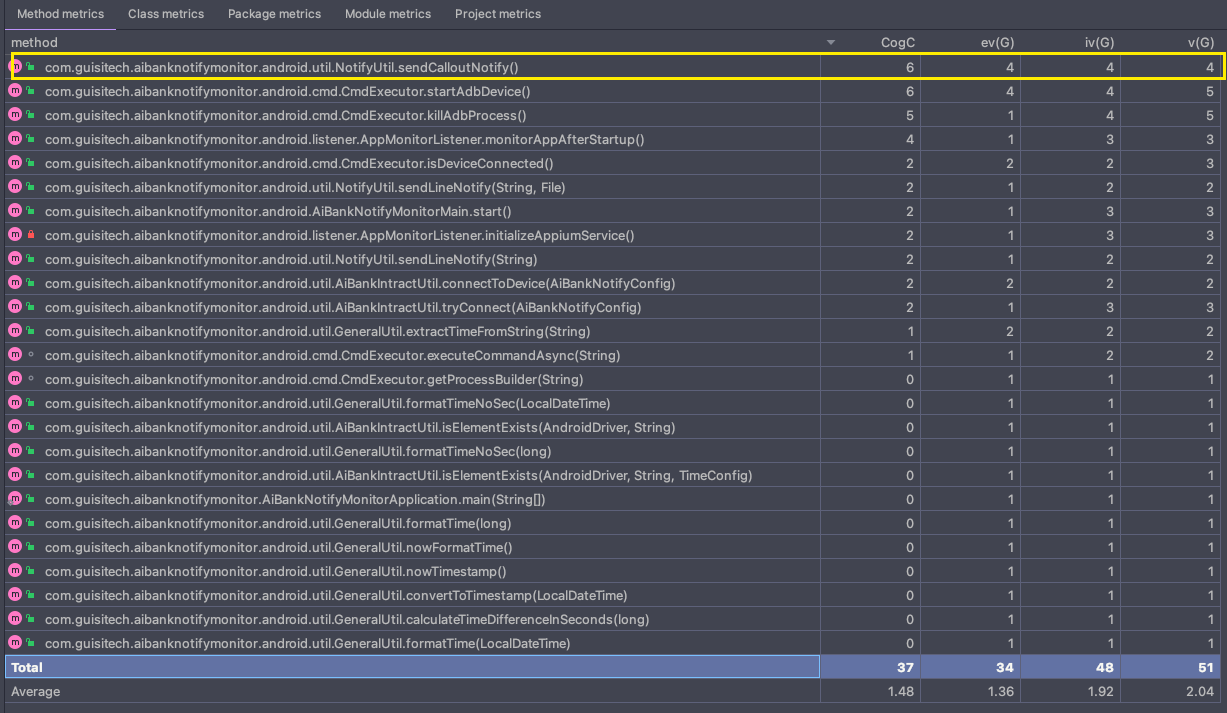 Method metrics Class metrics Package metrics Module metrics Project metrics
method CogC ev(G) iv(G) v(G)
m com.guisitech.aibanknotifymonitor.android.util.NotifyUtil.sendCalloutNotify() 6 4 4 4
m com.guisitech.aibanknotifymonitor.android.cmd.CmdExecutor.startAdbDevice() 6 4 4 5
m com.guisitech.aibanknotifymonitor.android.cmd.CmdExecutor.killAdbProcess() 5 1 4 5
m com.guisitech.aibanknotifymonitor.android.listener.AppMonitorListener.monitorAppAfterStartup() 4 1 3 3
m com.guisitech.aibanknotifymonitor.android.cmd.CmdExecutor.isDeviceConnected() 2 2 2 3
m com.guisitech.aibanknotifymonitor.android.util.NotifyUtil.sendLineNotify(String, File) 2 1 2 2
m com.guisitech.aibanknotifymonitor.android.AiBankNotifyMonitorMain.start() 2 1 3 3
m com.guisitech.aibanknotifymonitor.android.listener.AppMonitorListener.initializeAppiumService() 2 1 3 3
m com.guisitech.aibanknotifymonitor.android.util.NotifyUtil.sendLineNotify(String) 2 1 2 2
m com.guisitech.aibanknotifymonitor.android.util.AiBankIntractUtil.connectToDevice(AiBankNotifyConfig) 2 2 2 2
m com.guisitech.aibanknotifymonitor.android.util.AiBankIntractUtil.tryConnect(AiBankNotifyConfig) 2 1 3 3
m com.guisitech.aibanknotifymonitor.android.util.GeneralUtil.extractTimeFromString(String) 1 2 2 2
m com.guisitech.aibanknotifymonitor.android.cmd.CmdExecutor.executeCommandAsync(String) 1 1 2 2
m com.guisitech.aibanknotifymonitor.android.cmd.CmdExecutor.getProcessBuilder(String) 0 1 1 1
m com.guisitech.aibanknotifymonitor.android.util.GeneralUtil.formatTimeNoSec(LocalDateTime) 0 1 1 1
m com.guisitech.aibanknotifymonitor.android.util.AiBankIntractUtil.isElementExists(AndroidDriver, String) 0 1 1 1
m com.guisitech.aibanknotifymonitor.android.util.GeneralUtil.formatTimeNoSec(long) 0 1 1 1
m com.guisitech.aibanknotifymonitor.android.util.AiBankIntractUtil.isElementExists(AndroidDriver, String, TimeConfig) 0 1 1 1
m com.guisitech.aibanknotifymonitor.AiBankNotifyMonitorApplication.main(String[]) 0 1 1 1
m com.guisitech.aibanknotifymonitor.android.util.GeneralUtil.formatTime(long) 0 1 1 1
m com.guisitech.aibanknotifymonitor.android.util.GeneralUtil.nowFormatTime() 0 1 1 1
m com.guisitech.aibanknotifymonitor.android.util.GeneralUtil.nowTimestamp() 0 1 1 1
m com.guisitech.aibanknotifymonitor.android.util.GeneralUtil.convertToTimestamp(LocalDateTime) 0 1 1 1
m com.guisitech.aibanknotifymonitor.android.util.GeneralUtil.calculateTimeDifferenceInSeconds(long) 0 1 1 1
m com.guisitech.aibanknotifymonitor.android.util.GeneralUtil.formatTime(LocalDateTime) 0 1 1 1
Total 37 34 48 51
Average 1.48 1.36 1.92 2.04